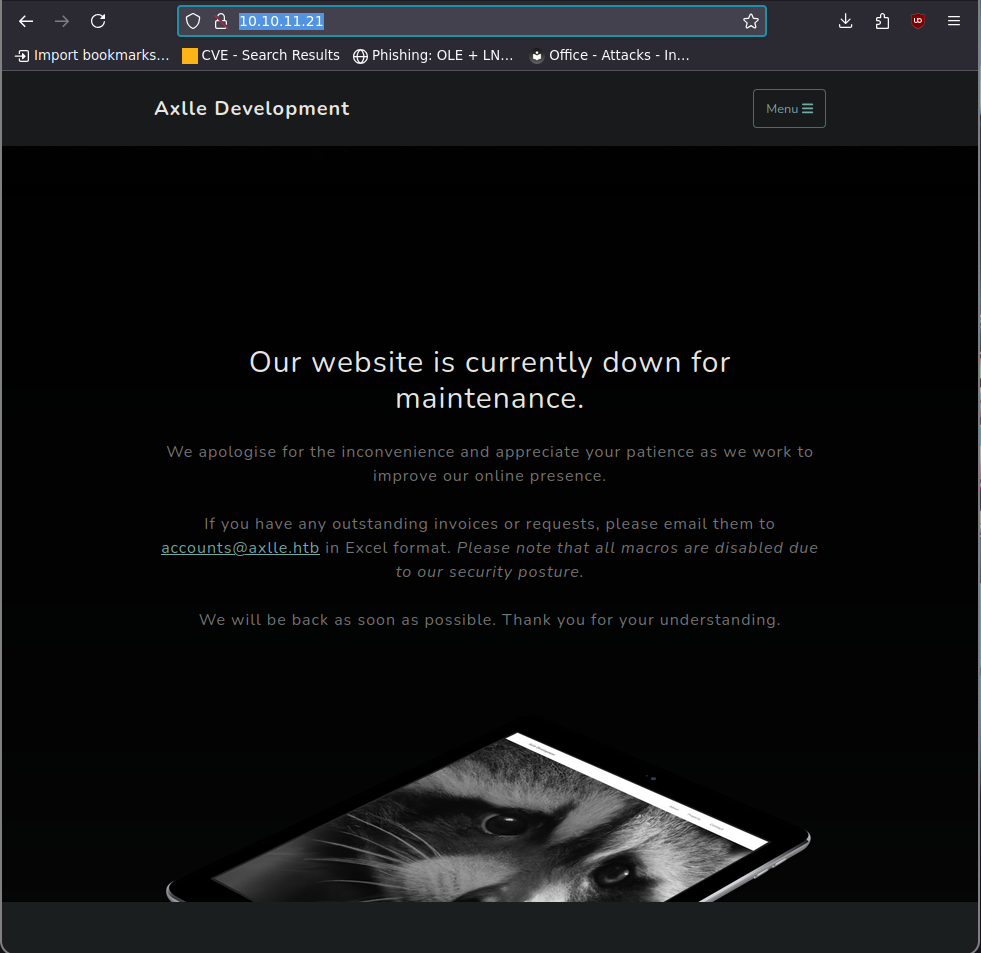 10.10.11.21
Import bookmarks...
CVE - Search Results
Phishing: OLE + LN...
Office - Attacks - In...
Axlle Development
Menu
Our website is currently down for
maintenance.
We apologise for the inconvenience and appreciate your patience as we work to
improve our online presence.
If you have any outstanding invoices or requests, please email them to
accounts@axlle.htb in Excel format. Please note that all macros are disabled due
to our security posture.
We will be back as soon as possible. Thank you for your understanding.